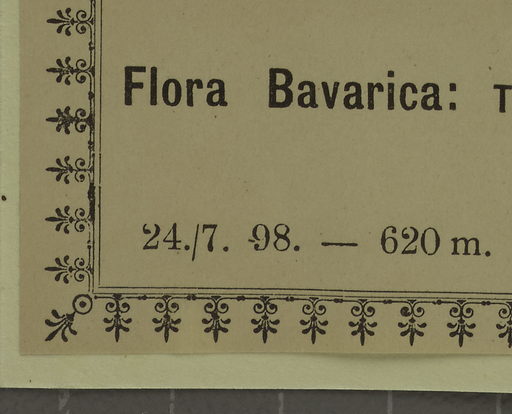 Flora Bavarica: T
24./7. 98. — 620 m.